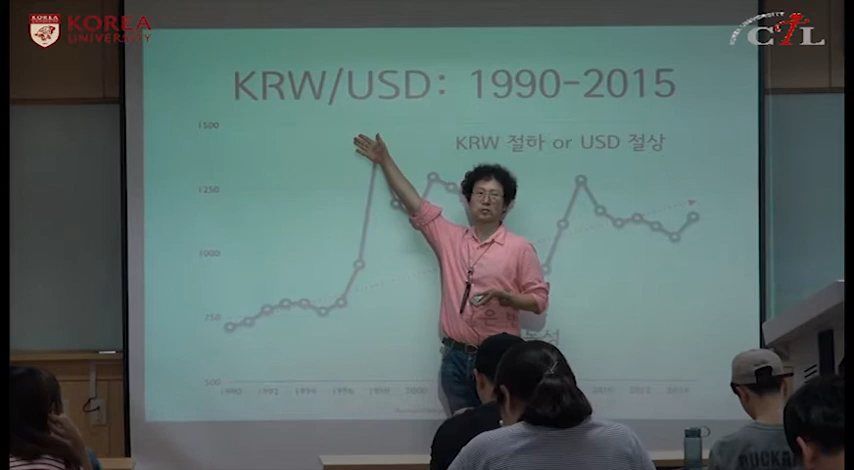 KOREA
UNIVERSITY
CTL
KRW/USD: 1990-2015
KRW 절하 or USD 절상
1500
1250
1000
750
500
1990 1992 1994 1996 1998 2000